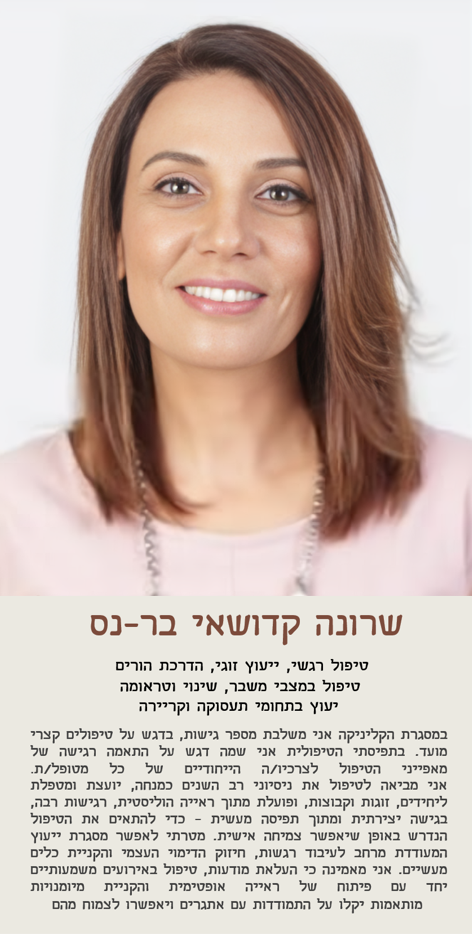 שרונה קדושאי בר-נס
טיפול רגשי, ייעוץ זוגי, הדרכת הורים
טיפול במצבי משבר, שינוי וטראומה
יעוץ בתחומי תעסוקה וקריירה
במסגרת הקליניקה אני משלבת מספר גישות, בדגש על טיפולים קצרי
מועד. בתפיסתי הטיפולית אני שמה דגש על התאמה רגישה של
מאפייני הטיפול לצרכיו/ה הייחודיים של כל מטופל/ת.
אני מביאה לטיפול את ניסיוני רב השנים כמנחה, יועצת ומטפלת
ליחידים, זוגות וקבוצות, ופועלת מתוך ראייה הוליסטית, רגישות רבה,
בגישה יצירתית ומתוך תפיסה מעשית - כדי להתאים את הטיפול
הנדרש באופן שיאפשר צמיחה אישית. מטרתי לאפשר מסגרת ייעוץ
המעודדת מרחב לעיבוד רגשות, חיזוק הדימוי העצמי והקניית כלים
מעשיים. אני מאמינה כי העלאת מודעות, טיפול באירועים משמעותיים
יחד עם פיתוח של ראייה אופטימית והקניית מיומנויות
מותאמות יקלו על התמודדות עם אתגרים ויאפשרו לצמוח מהם